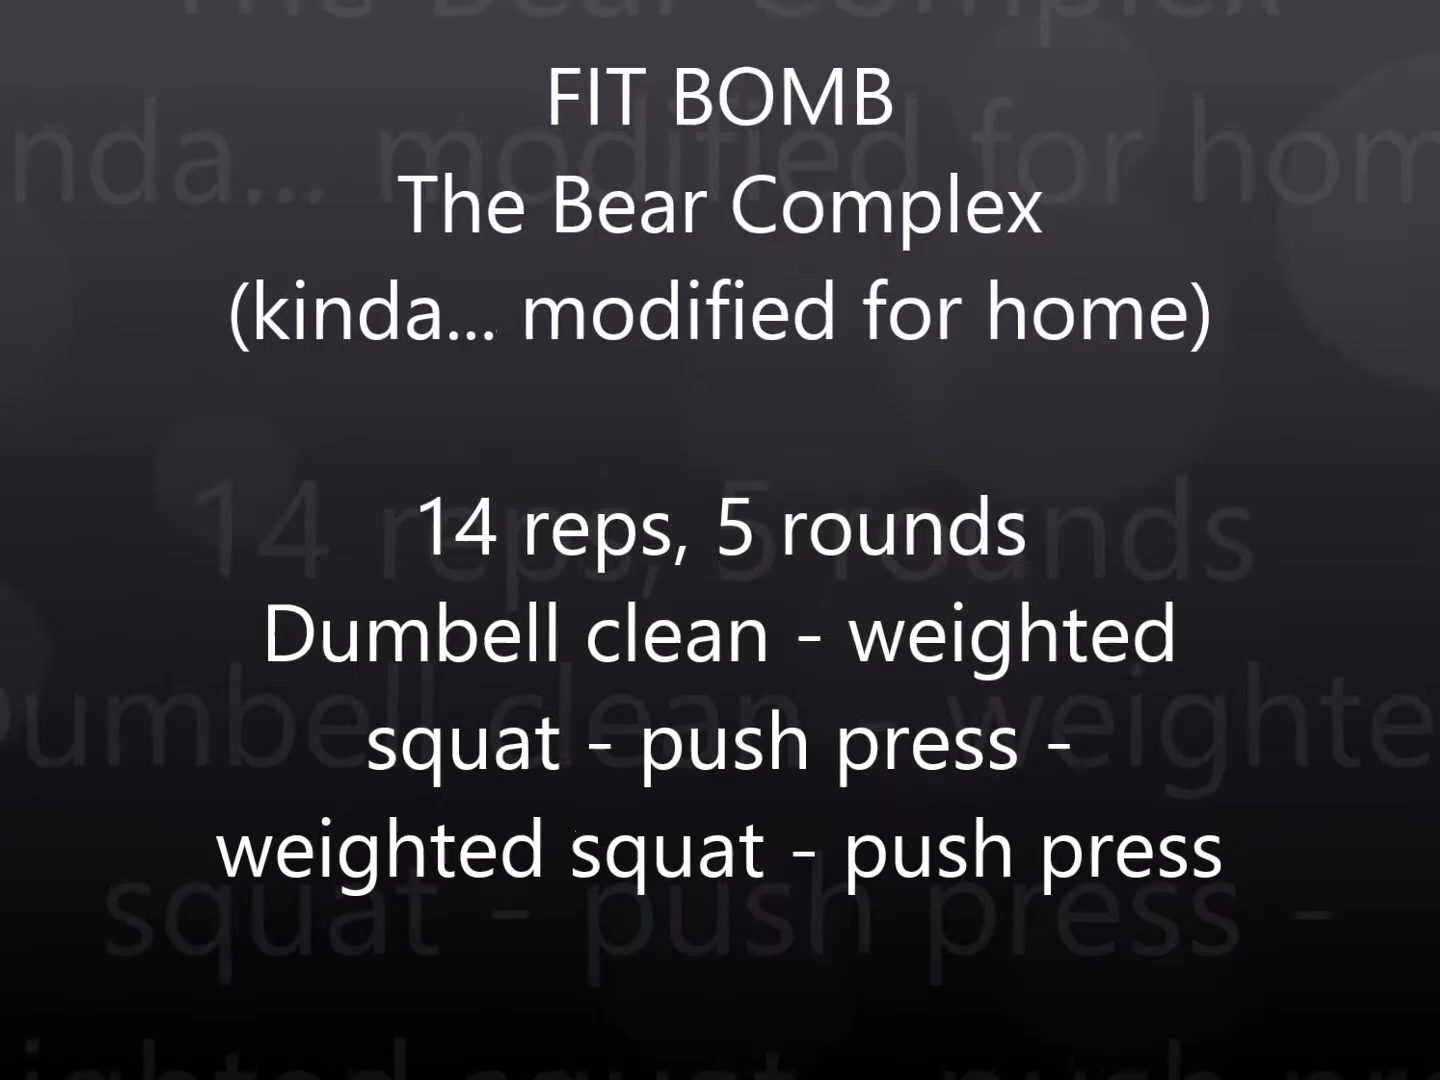 FIT BOMB
The Bear Complex
(kinda... modified for home)
14 reps, 5 rounds
Dumbell clean - weighted
squat - push press -
weighted squat - push press